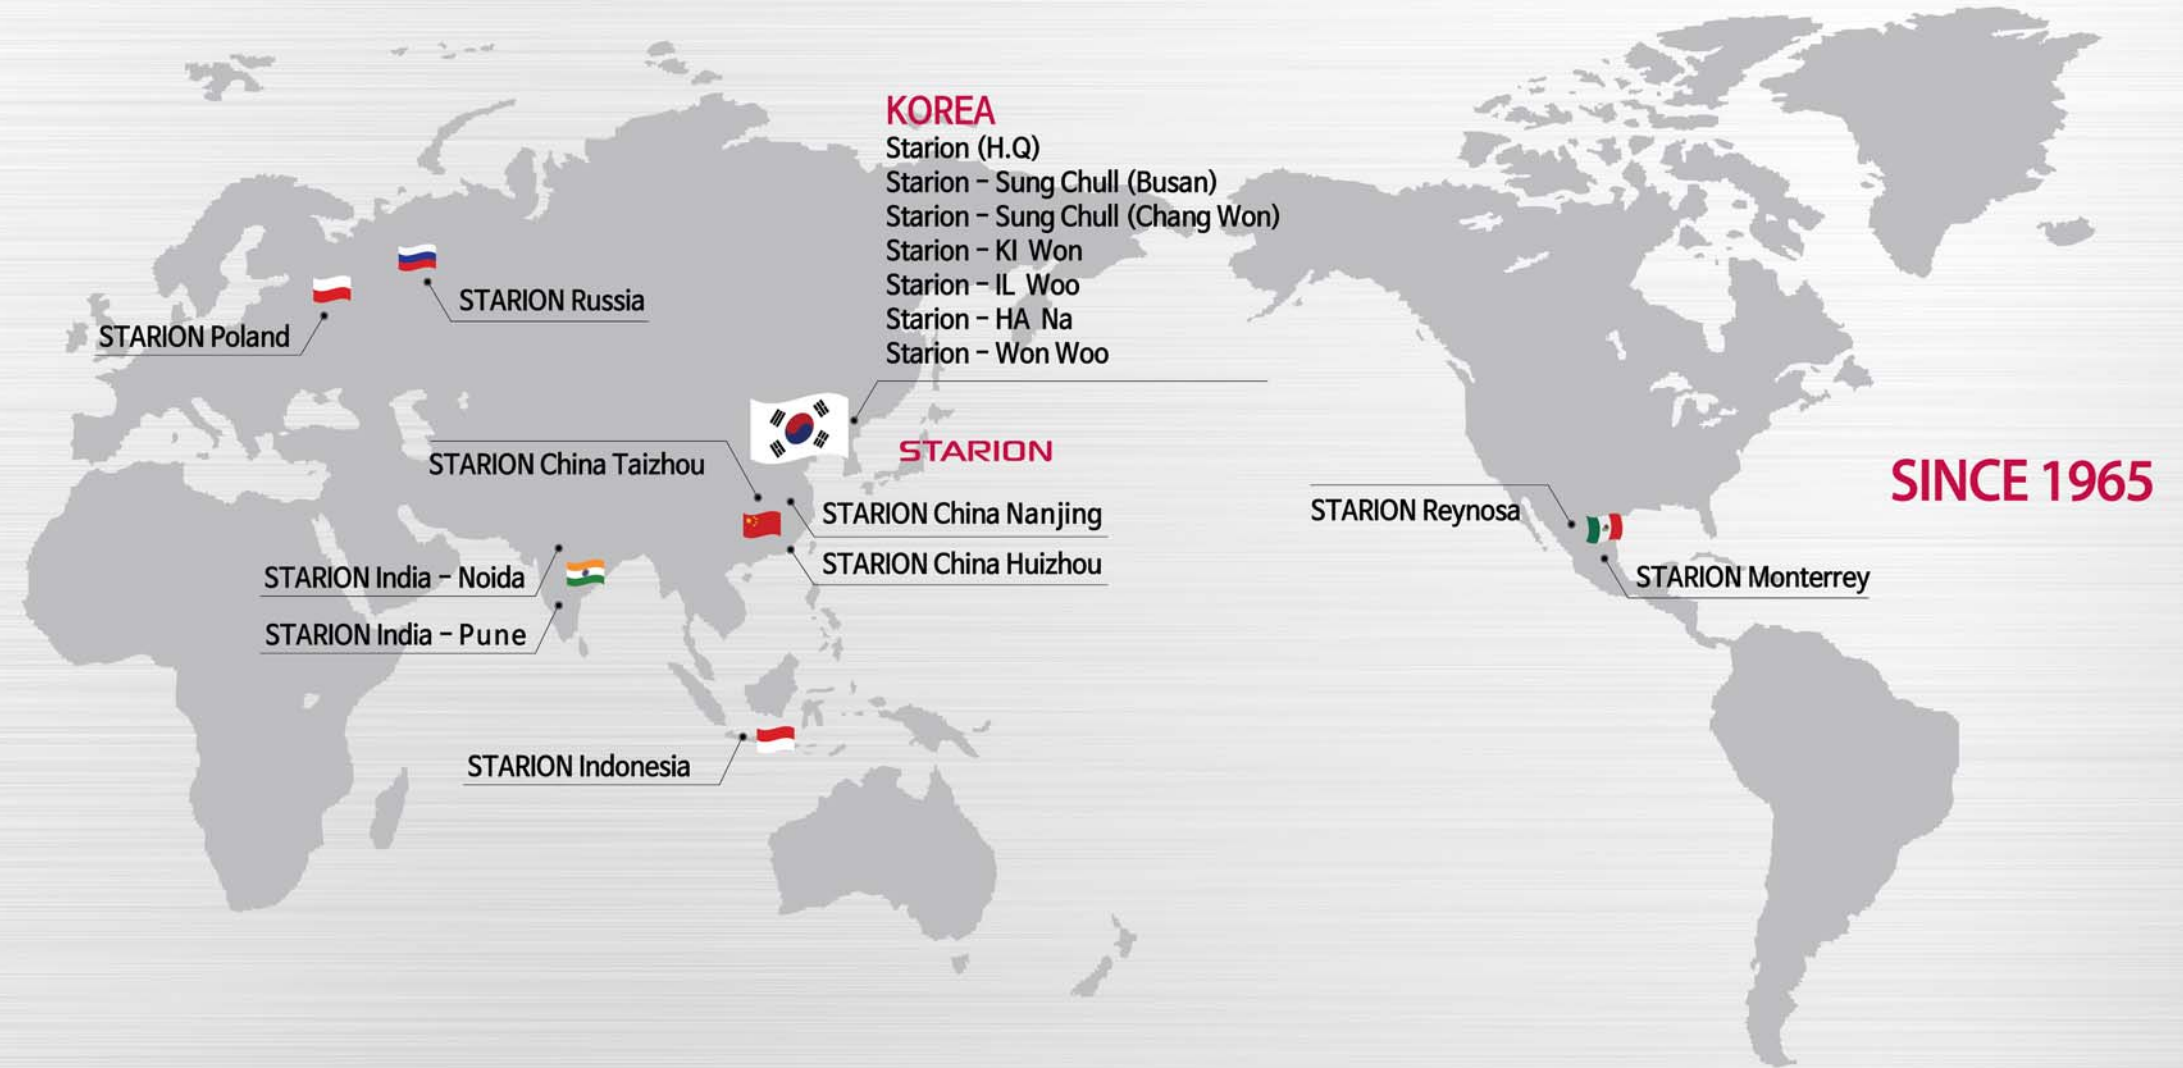 KOREA
Starion (H.Q)
Starion - Sung Chull (Busan)
Starion - Sung Chull (Chang Won)
Starion - KI Won
Starion - IL Woo
Starion - HA Na
Starion - Won Woo
STARION Russia
STARION Poland
STARION
STARION China Taizhou
SINCE 1965
STARION China Nanjing
STARION Reynosa
STARION China Huizhou
STARION India - Noida
STARION Monterrey
STARION India - Pune
STARION Indonesia